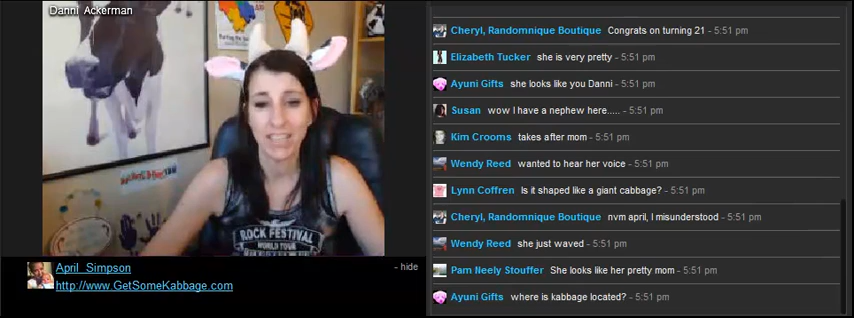 Danni Ackerman
ROCK FESTIVAL
WORLD TOUR
April Simpson
- hide
http://www.GetSomeKabbage.com
Cheryl, Randomnique Boutique Congrats on turning 21 - 5:51 pm
Elizabeth Tucker she is very pretty - 5:51 pm
Ayuni Gifts she looks like you Danni - 5:51 pm
Susan wow I have a nephew here..... - 5:51 pm
Kim Crooms takes after mom - 5:51 pm
Wendy Reed wanted to hear her voice - 5:51 pm
Lynn Coffren Is it shaped like a giant cabbage? - 5:51 pm
Cheryl, Randomnique Boutique nvm april, I misunderstood - 5:51 pm
Wendy Reed she just waved - 5:51 pm
Pam Neely Stouffer She looks like her pretty mom - 5:51 pm
Ayuni Gifts where is kabbage located? - 5:51 pm